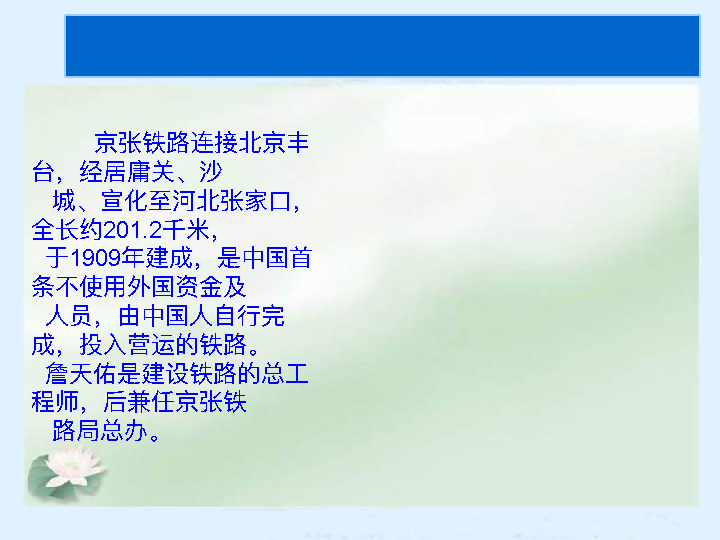 京张铁路连接北京丰
台，经居庸关、沙
城、宣化至河北张家口，
全长约201.2千米，
于1909年建成，是中国首
条不使用外国资金及
人员，由中国人自行完
成，投入营运的铁路。
詹天佑是建设铁路的总工
程师，后兼任京张铁
路局总办。